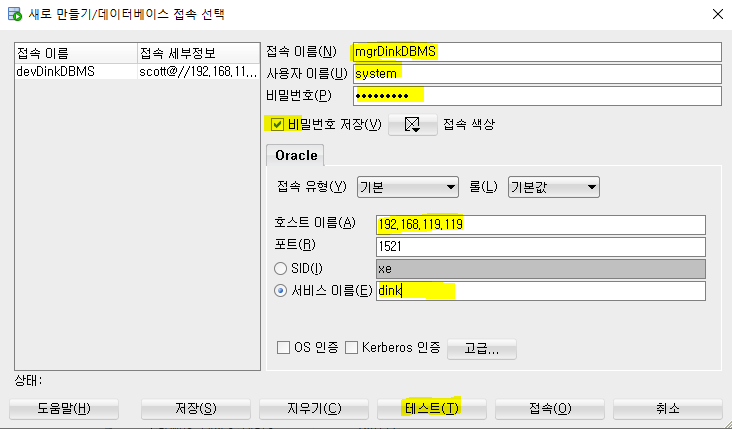 새로 만들기/데이터베이스 접속 선택
접속 이름 접속 세부정보
devDinkDBMS scott@//192,168,11,,,
접속 이름(N) mgrDinkDBMS
사용자 이름(U) system
비밀번호(P) •••••••••
비밀번호 저장(V) 접속 색상
Oracle
접속 유형(Y) 기본 롤(L) 기본값
호스트 이름(A) 192,168,119,119
포트(R) 1521
SID(I) xe
서비스 이름(E) dink
OS 인증 Kerberos 인증 고급...
상태:
도움말(H) 저장(S) 지우기(C) 테스트(T) 접속(O) 취소